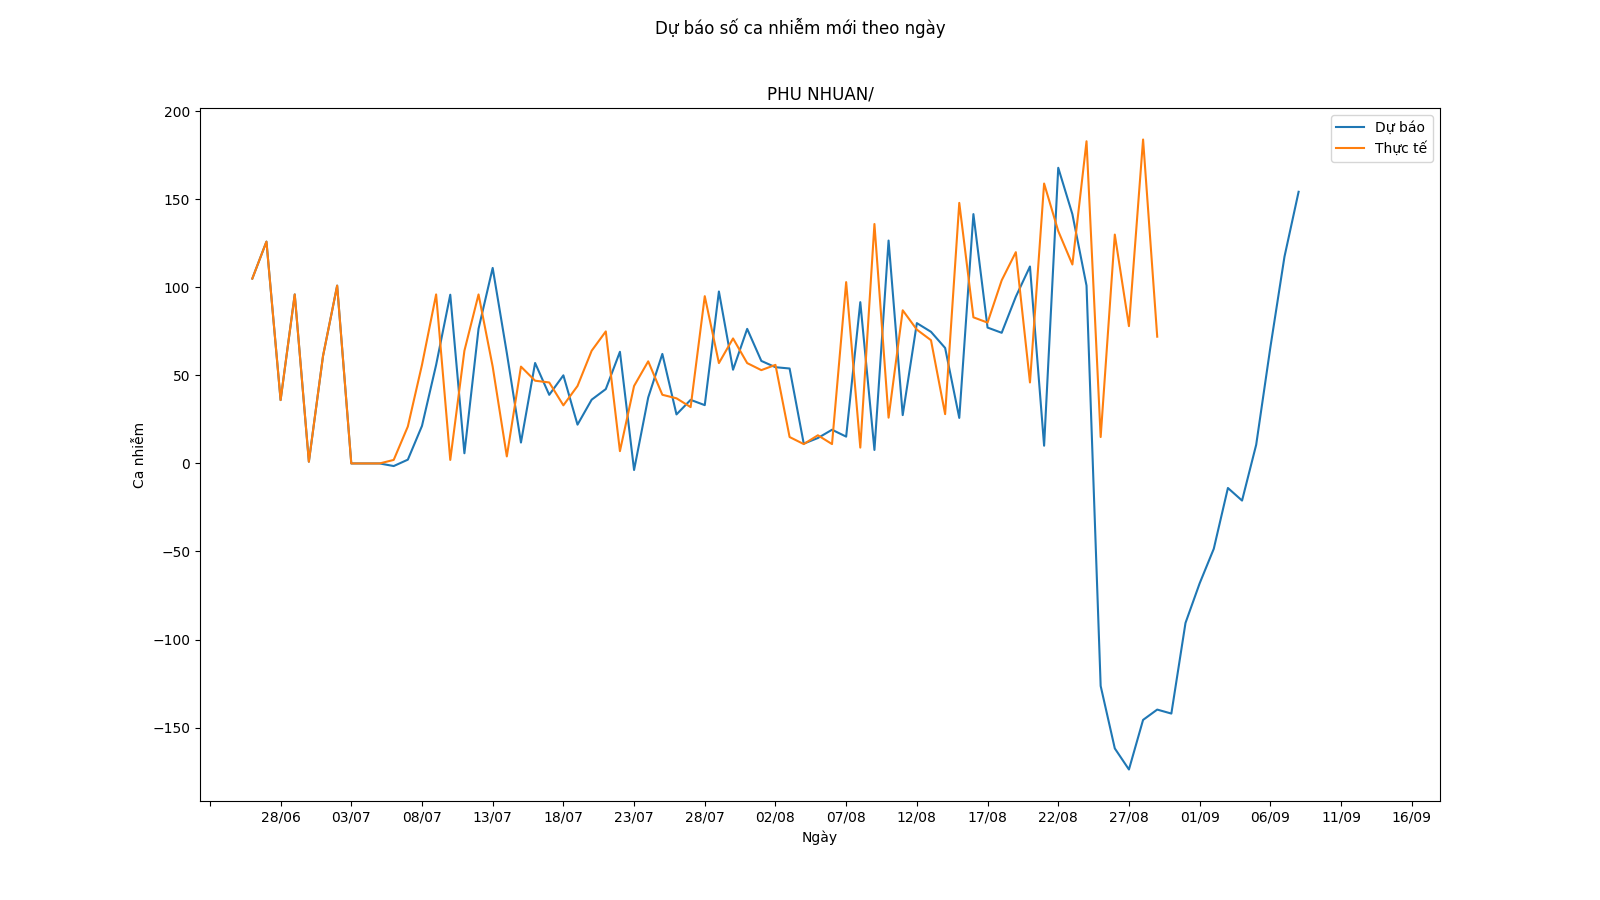 Dự báo số ca nhiễm mới theo ngày
PHU NHUAN/
200
150
100
50
0
−50
−100
−150
Ca nhiễm
Dự báo
Thực tế
28/06 03/07 08/07 13/07 18/07 23/07 28/07 02/08 07/08 12/08 17/08 22/08 27/08 01/09 06/09 11/09 16/09
Ngày